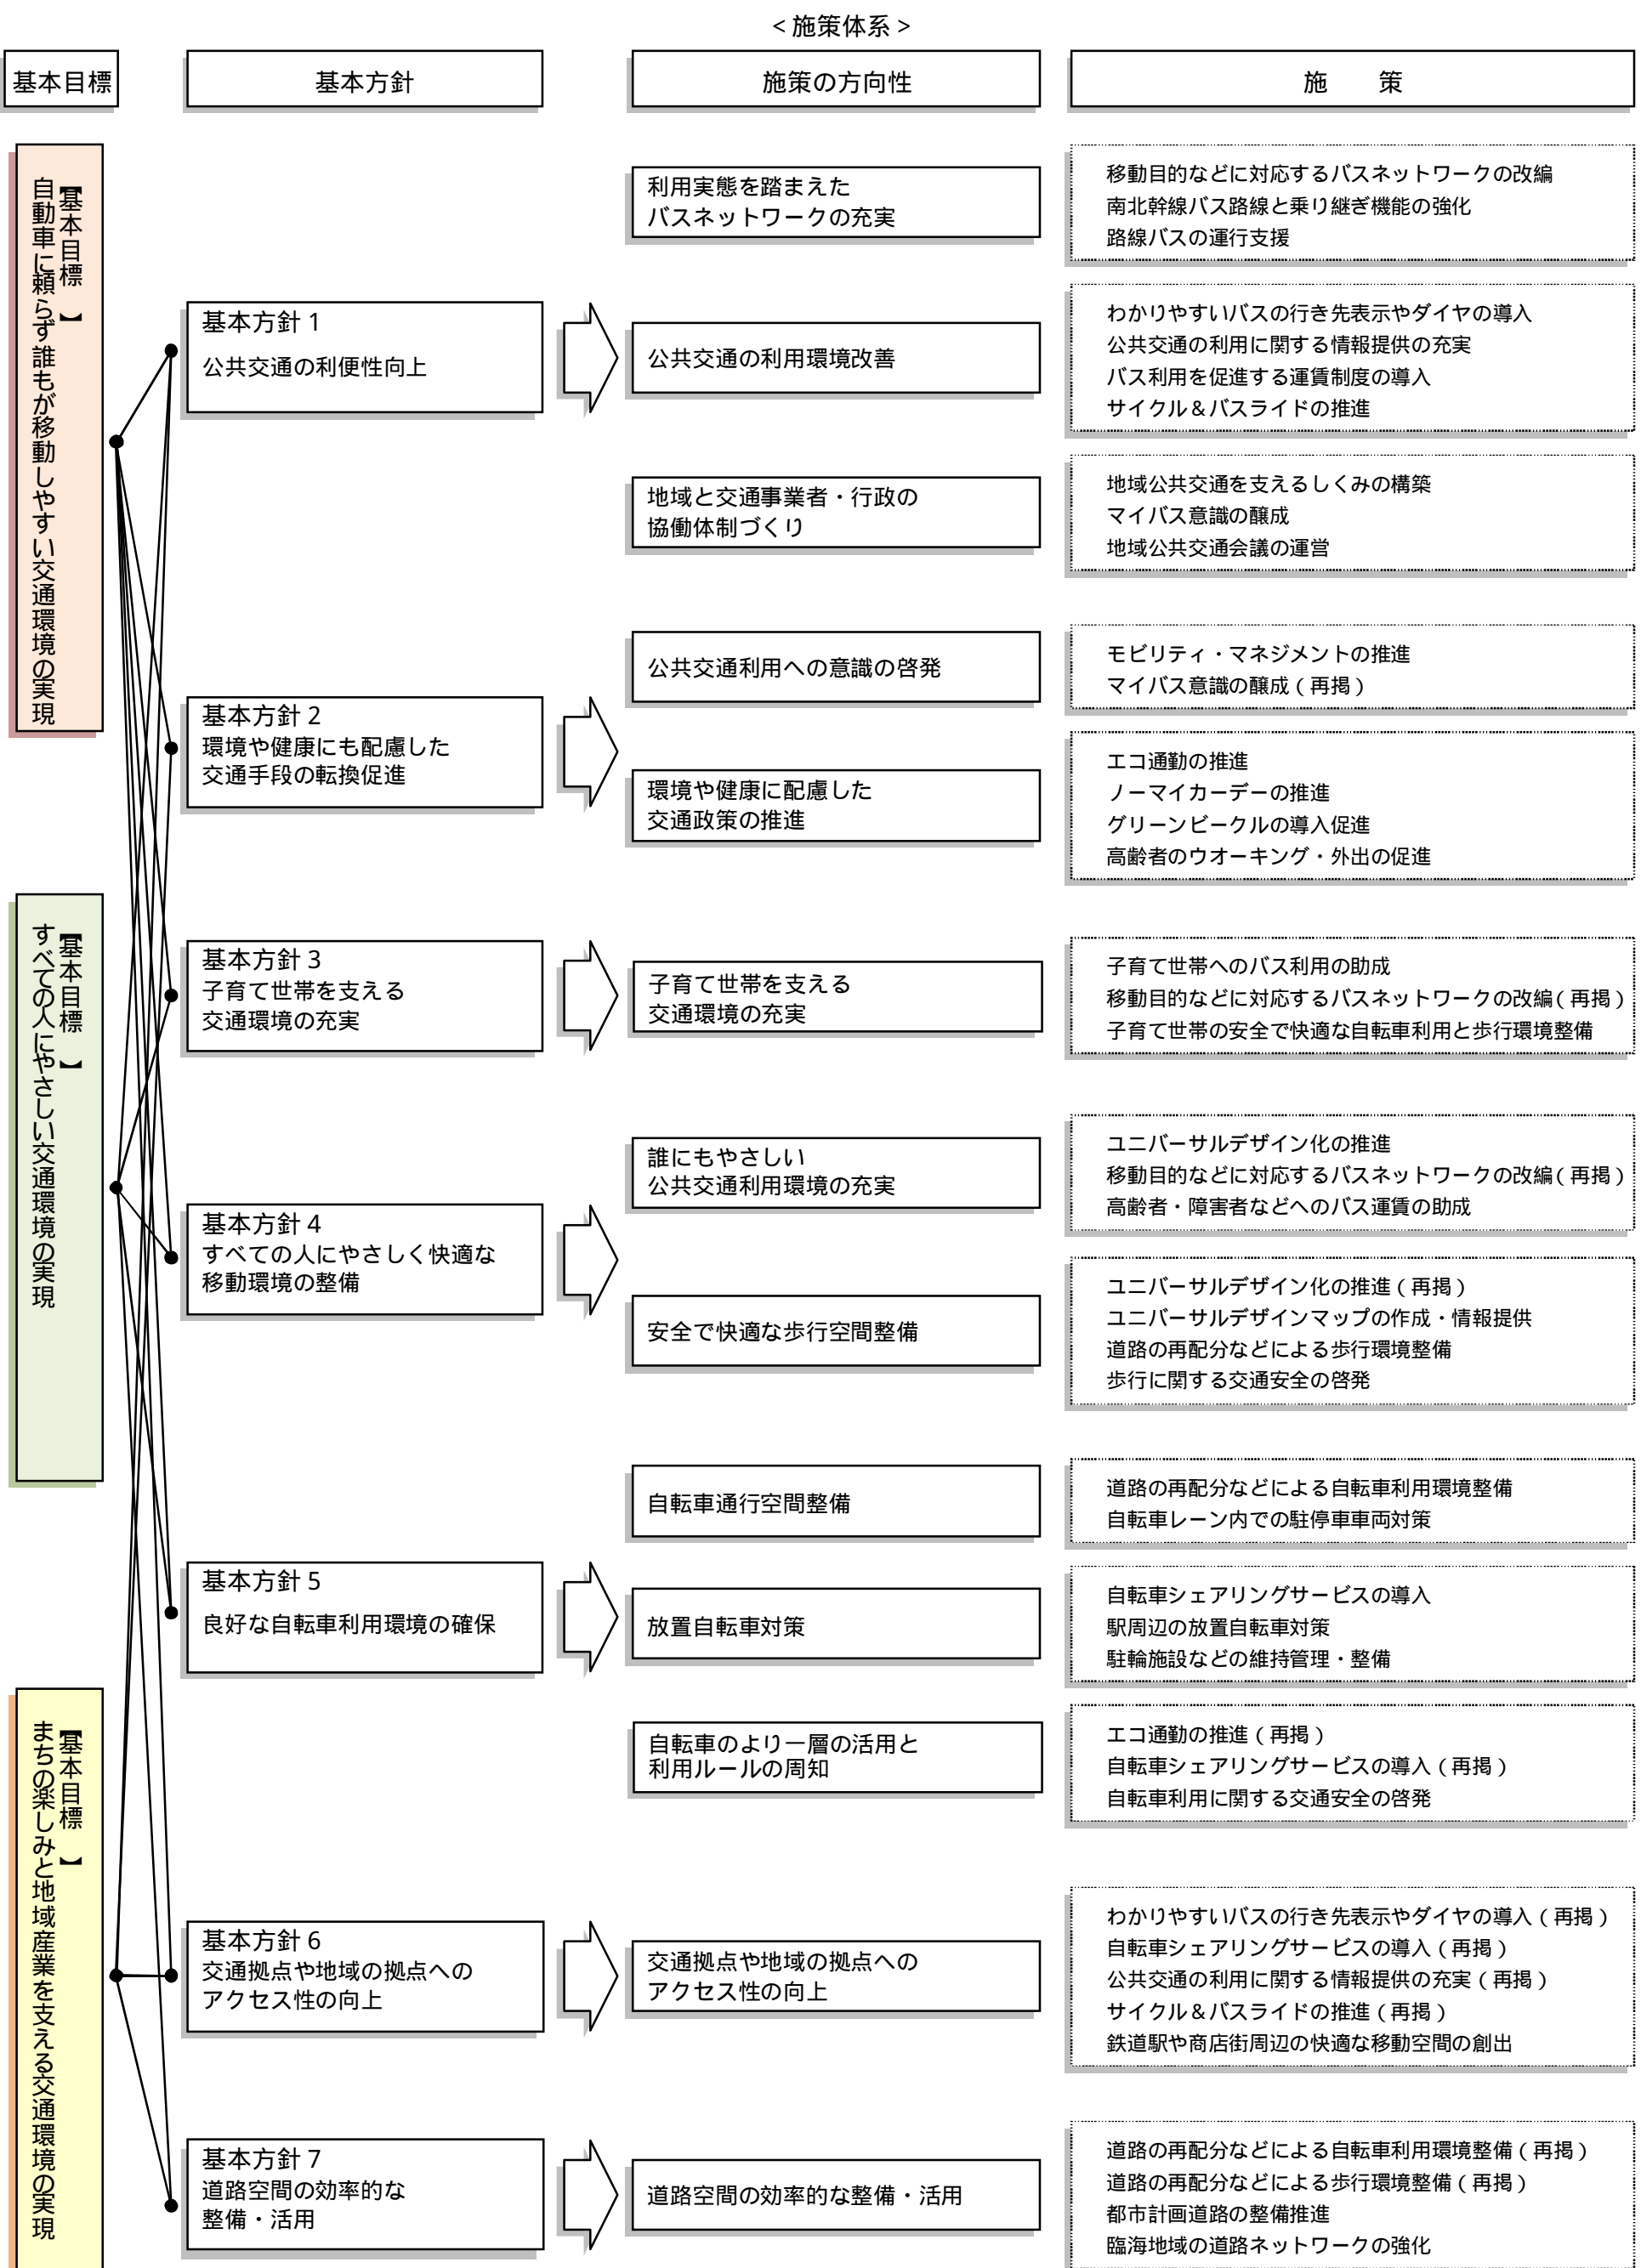 ＜施策体系＞
基本目標
基本方針
施策の方向性
施　　策
【基本目標　】
自動車に頼らず誰もが移動しやすい交通環境の実現
【基本目標　】
すべての人にやさしい交通環境の実現
【基本目標　】
まちの楽しみと地域産業を支える交通環境の実現
基本方針１
公共交通の利便性向上
利用実態を踏まえた
バスネットワークの充実
移動目的などに対応するバスネットワークの改編
南北幹線バス路線と乗り継ぎ機能の強化
路線バスの運行支援
公共交通の利用環境改善
わかりやすいバスの行き先表示やダイヤの導入
公共交通の利用に関する情報提供の充実
バス利用を促進する運賃制度の導入
サイクル＆バスライドの推進
地域と交通事業者・行政の
協働体制づくり
地域公共交通を支えるしくみの構築
マイバス意識の醸成
地域公共交通会議の運営
基本方針２
環境や健康にも配慮した
交通手段の転換促進
公共交通利用への意識の啓発
モビリティ・マネジメントの推進
マイバス意識の醸成（再掲）
環境や健康に配慮した
交通政策の推進
エコ通勤の推進
ノーマイカーデーの推進
グリーンビークルの導入促進
高齢者のウオーキング・外出の促進
基本方針３
子育て世帯を支える
交通環境の充実
子育て世帯を支える
交通環境の充実
子育て世帯へのバス利用の助成
移動目的などに対応するバスネットワークの改編（再掲）
子育て世帯の安全で快適な自転車利用と歩行環境整備
基本方針４
すべての人にやさしく快適な
移動環境の整備
誰にもやさしい
公共交通利用環境の充実
ユニバーサルデザイン化の推進
移動目的などに対応するバスネットワークの改編（再掲）
高齢者・障害者などへのバス運賃の助成
安全で快適な歩行空間整備
ユニバーサルデザイン化の推進（再掲）
ユニバーサルデザインマップの作成・情報提供
道路の再配分などによる歩行環境整備
歩行に関する交通安全の啓発
基本方針５
良好な自転車利用環境の確保
自転車通行空間整備
道路の再配分などによる自転車利用環境整備
自転車レーン内での駐停車車両対策
放置自転車対策
自転車シェアリングサービスの導入
駅周辺の放置自転車対策
駐輪施設などの維持管理・整備
自転車のより一層の活用と
利用ルールの周知
エコ通勤の推進（再掲）
自転車シェアリングサービスの導入（再掲）
自転車利用に関する交通安全の啓発
基本方針６
交通拠点や地域の拠点への
アクセス性の向上
交通拠点や地域の拠点への
アクセス性の向上
わかりやすいバスの行き先表示やダイヤの導入（再掲）
自転車シェアリングサービスの導入（再掲）
公共交通の利用に関する情報提供の充実（再掲）
サイクル＆バスライドの推進（再掲）
鉄道駅や商店街周辺の快適な移動空間の創出
基本方針７
道路空間の効率的な
整備・活用
道路空間の効率的な整備・活用
道路の再配分などによる自転車利用環境整備（再掲）
道路の再配分などによる歩行環境整備（再掲）
都市計画道路の整備推進
臨海地域の道路ネットワークの強化